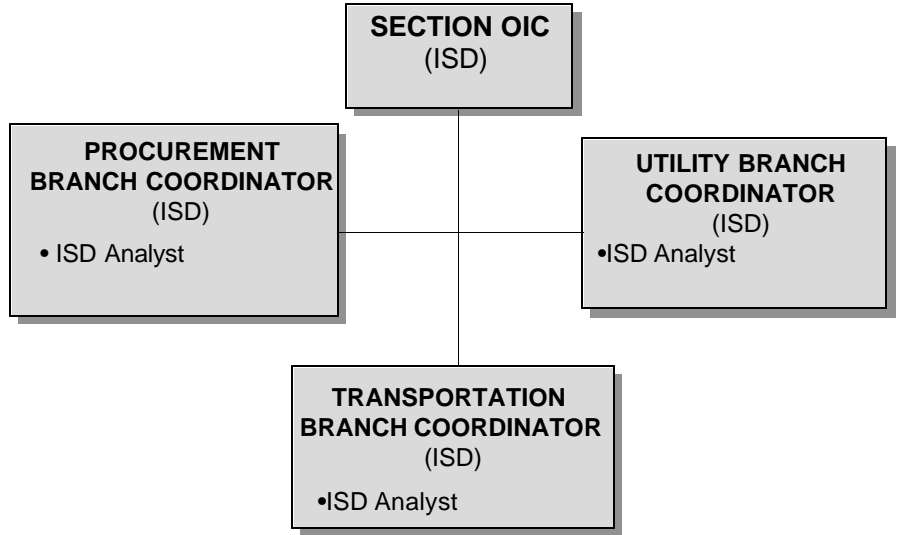 SECTION OIC
(ISD)
PROCUREMENT
BRANCH COORDINATOR
(ISD)
• ISD Analyst
UTILITY BRANCH
COORDINATOR
(ISD)
•ISD Analyst
TRANSPORTATION
BRANCH COORDINATOR
(ISD)
•ISD Analyst